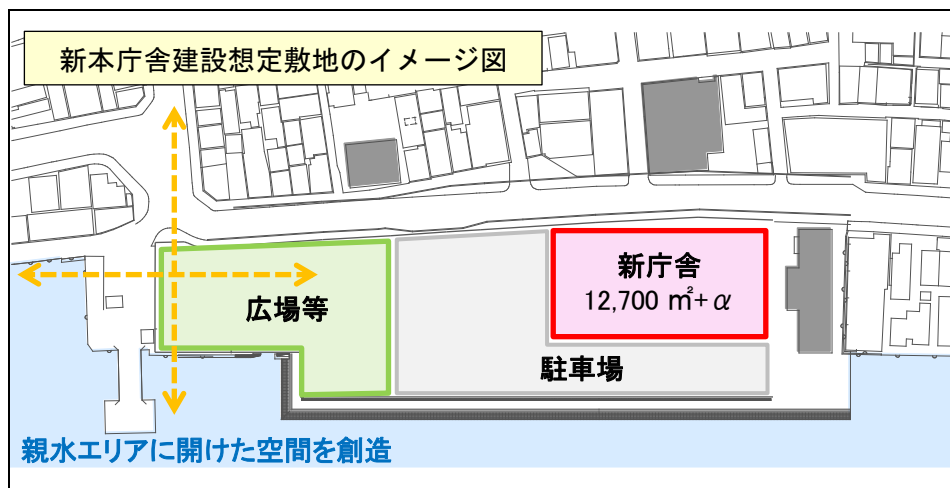 新本庁舎建設想定敷地のイメージ図
新庁舎
12,700 ㎡+α
広場等
駐車場
親水エリアに開けた空間を創造